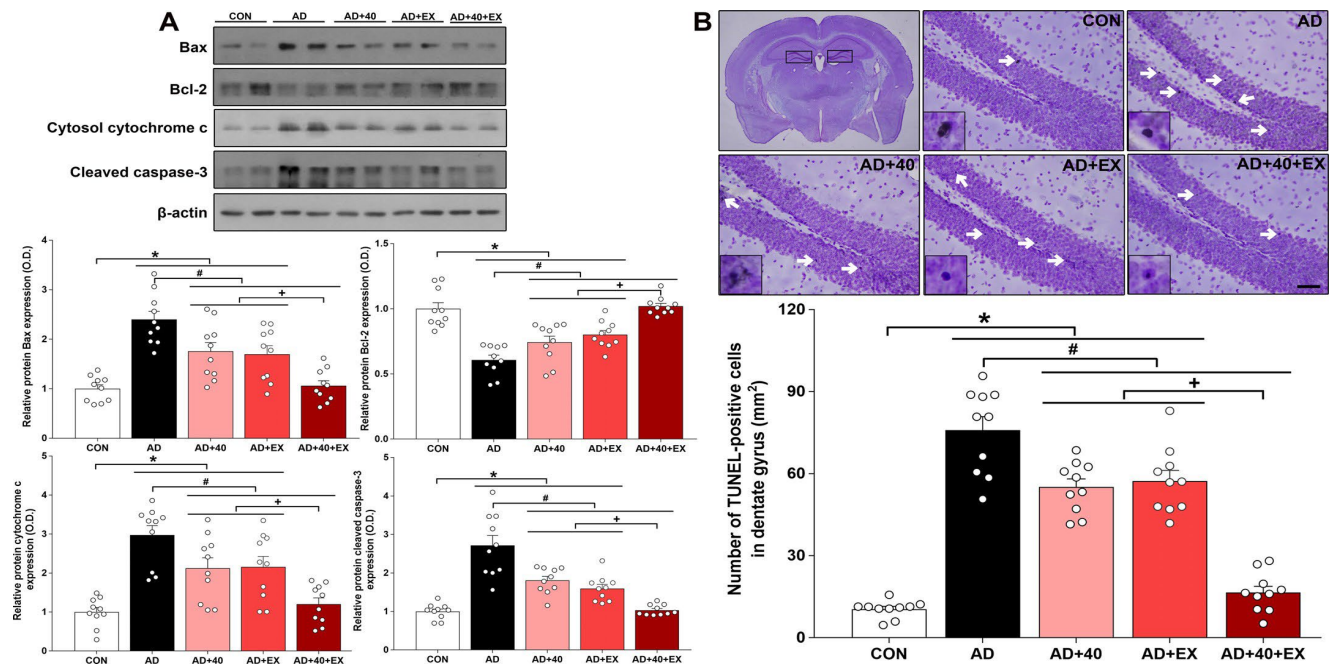 A
CON AD AD+40 AD+EX AD+40+EX
Bax
Bcl-2
Cytosol cytochrome c
Cleaved caspase-3
β-actin
Relative protein Bax expression (O.D.)
4
3
2
1
0
*
#
+
CON AD AD+40 AD+EX AD+40+EX
Relative protein Bcl-2 expression (O.D.)
1.5
1.0
0.5
0.0
*
#
+
CON AD AD+40 AD+EX AD+40+EX
Relative protein cytochrome c
expression (O.D.)
5
4
3
2
1
0
*
#
+
CON AD AD+40 AD+EX AD+40+EX
Relative protein cleaved caspase-3
expression (O.D.)
5
4
3
2
1
0
*
#
+
CON AD AD+40 AD+EX AD+40+EX
B
CON
AD
AD+40
AD+EX
AD+40+EX
Number of TUNEL-positive cells
in dentate gyrus (mm²)
120
90
60
30
0
*
#
+
CON AD AD+40 AD+EX AD+40+EX